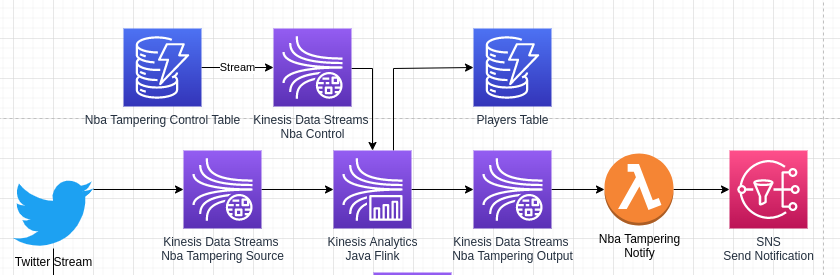 Stream
Nba Tampering Control Table
Kinesis Data Streams
Nba Control
Players Table
Twitter Stream
Kinesis Data Streams
Nba Tampering Source
Kinesis Analytics
Java Flink
Kinesis Data Streams
Nba Tampering Output
Nba Tampering
Notify
SNS
Send Notification